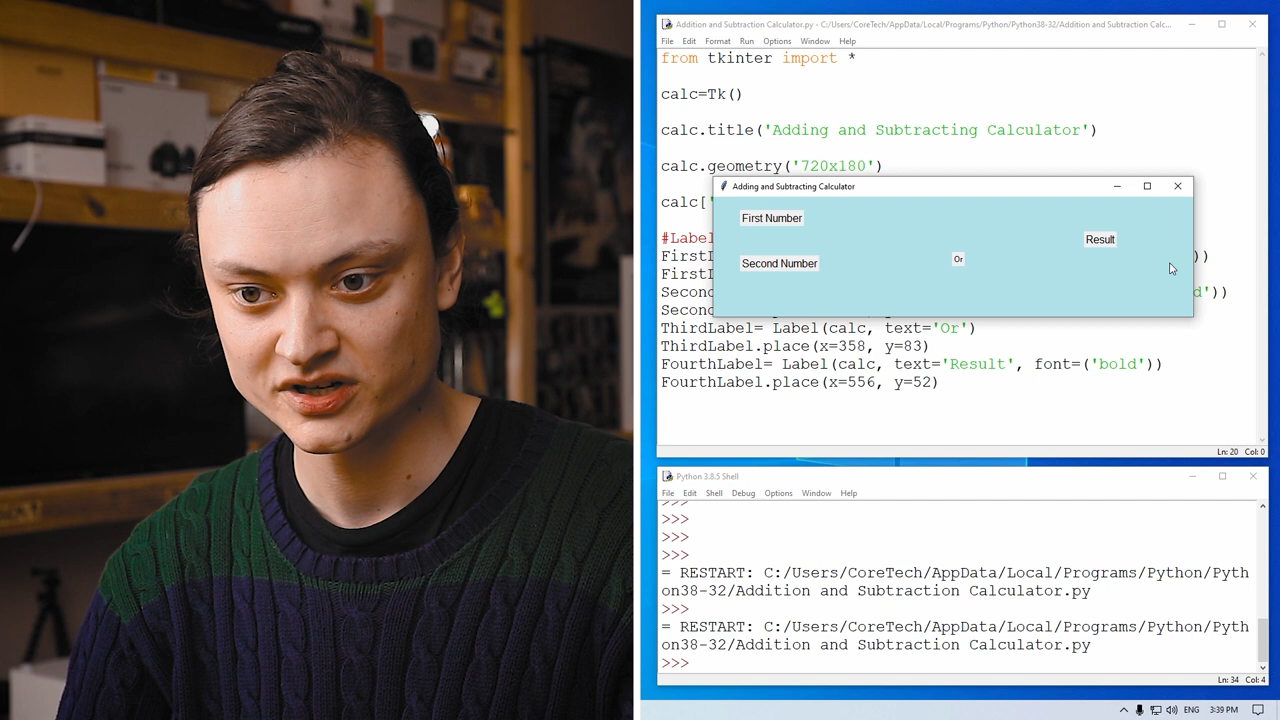 Addition and Subtraction Calculator.py - C:/Users/CoreTech/AppData/Local/Programs/Python/Python38-32/Addition and Subtraction Calc...
File Edit Format Run Options Window Help
from tkinter import *
calc=Tk()
calc.title('Adding and Subtracting Calculator')
calc.geometry('720x180')
calc['
Adding and Subtracting Calculator
First Number
Result
Second Number
Or
#Label
FirstL
))
FirstL
Second
d'))
Second
ThirdLabel= Label(calc, text='Or')
ThirdLabel.place(x=358, y=83)
FourthLabel= Label(calc, text='Result', font=('bold'))
FourthLabel.place(x=556, y=52)
Ln: 20 Col: 0
Python 3.8.5 Shell
File Edit Shell Debug Options Window Help
>>>
>>>
>>>
>>>
= RESTART: C:/Users/CoreTech/AppData/Local/Programs/Python/Pyth
on38-32/Addition and Subtraction Calculator.py
>>>
= RESTART: C:/Users/CoreTech/AppData/Local/Programs/Python/Pyth
on38-32/Addition and Subtraction Calculator.py
>>>
Ln: 34 Col: 4
ENG 3:39 PM